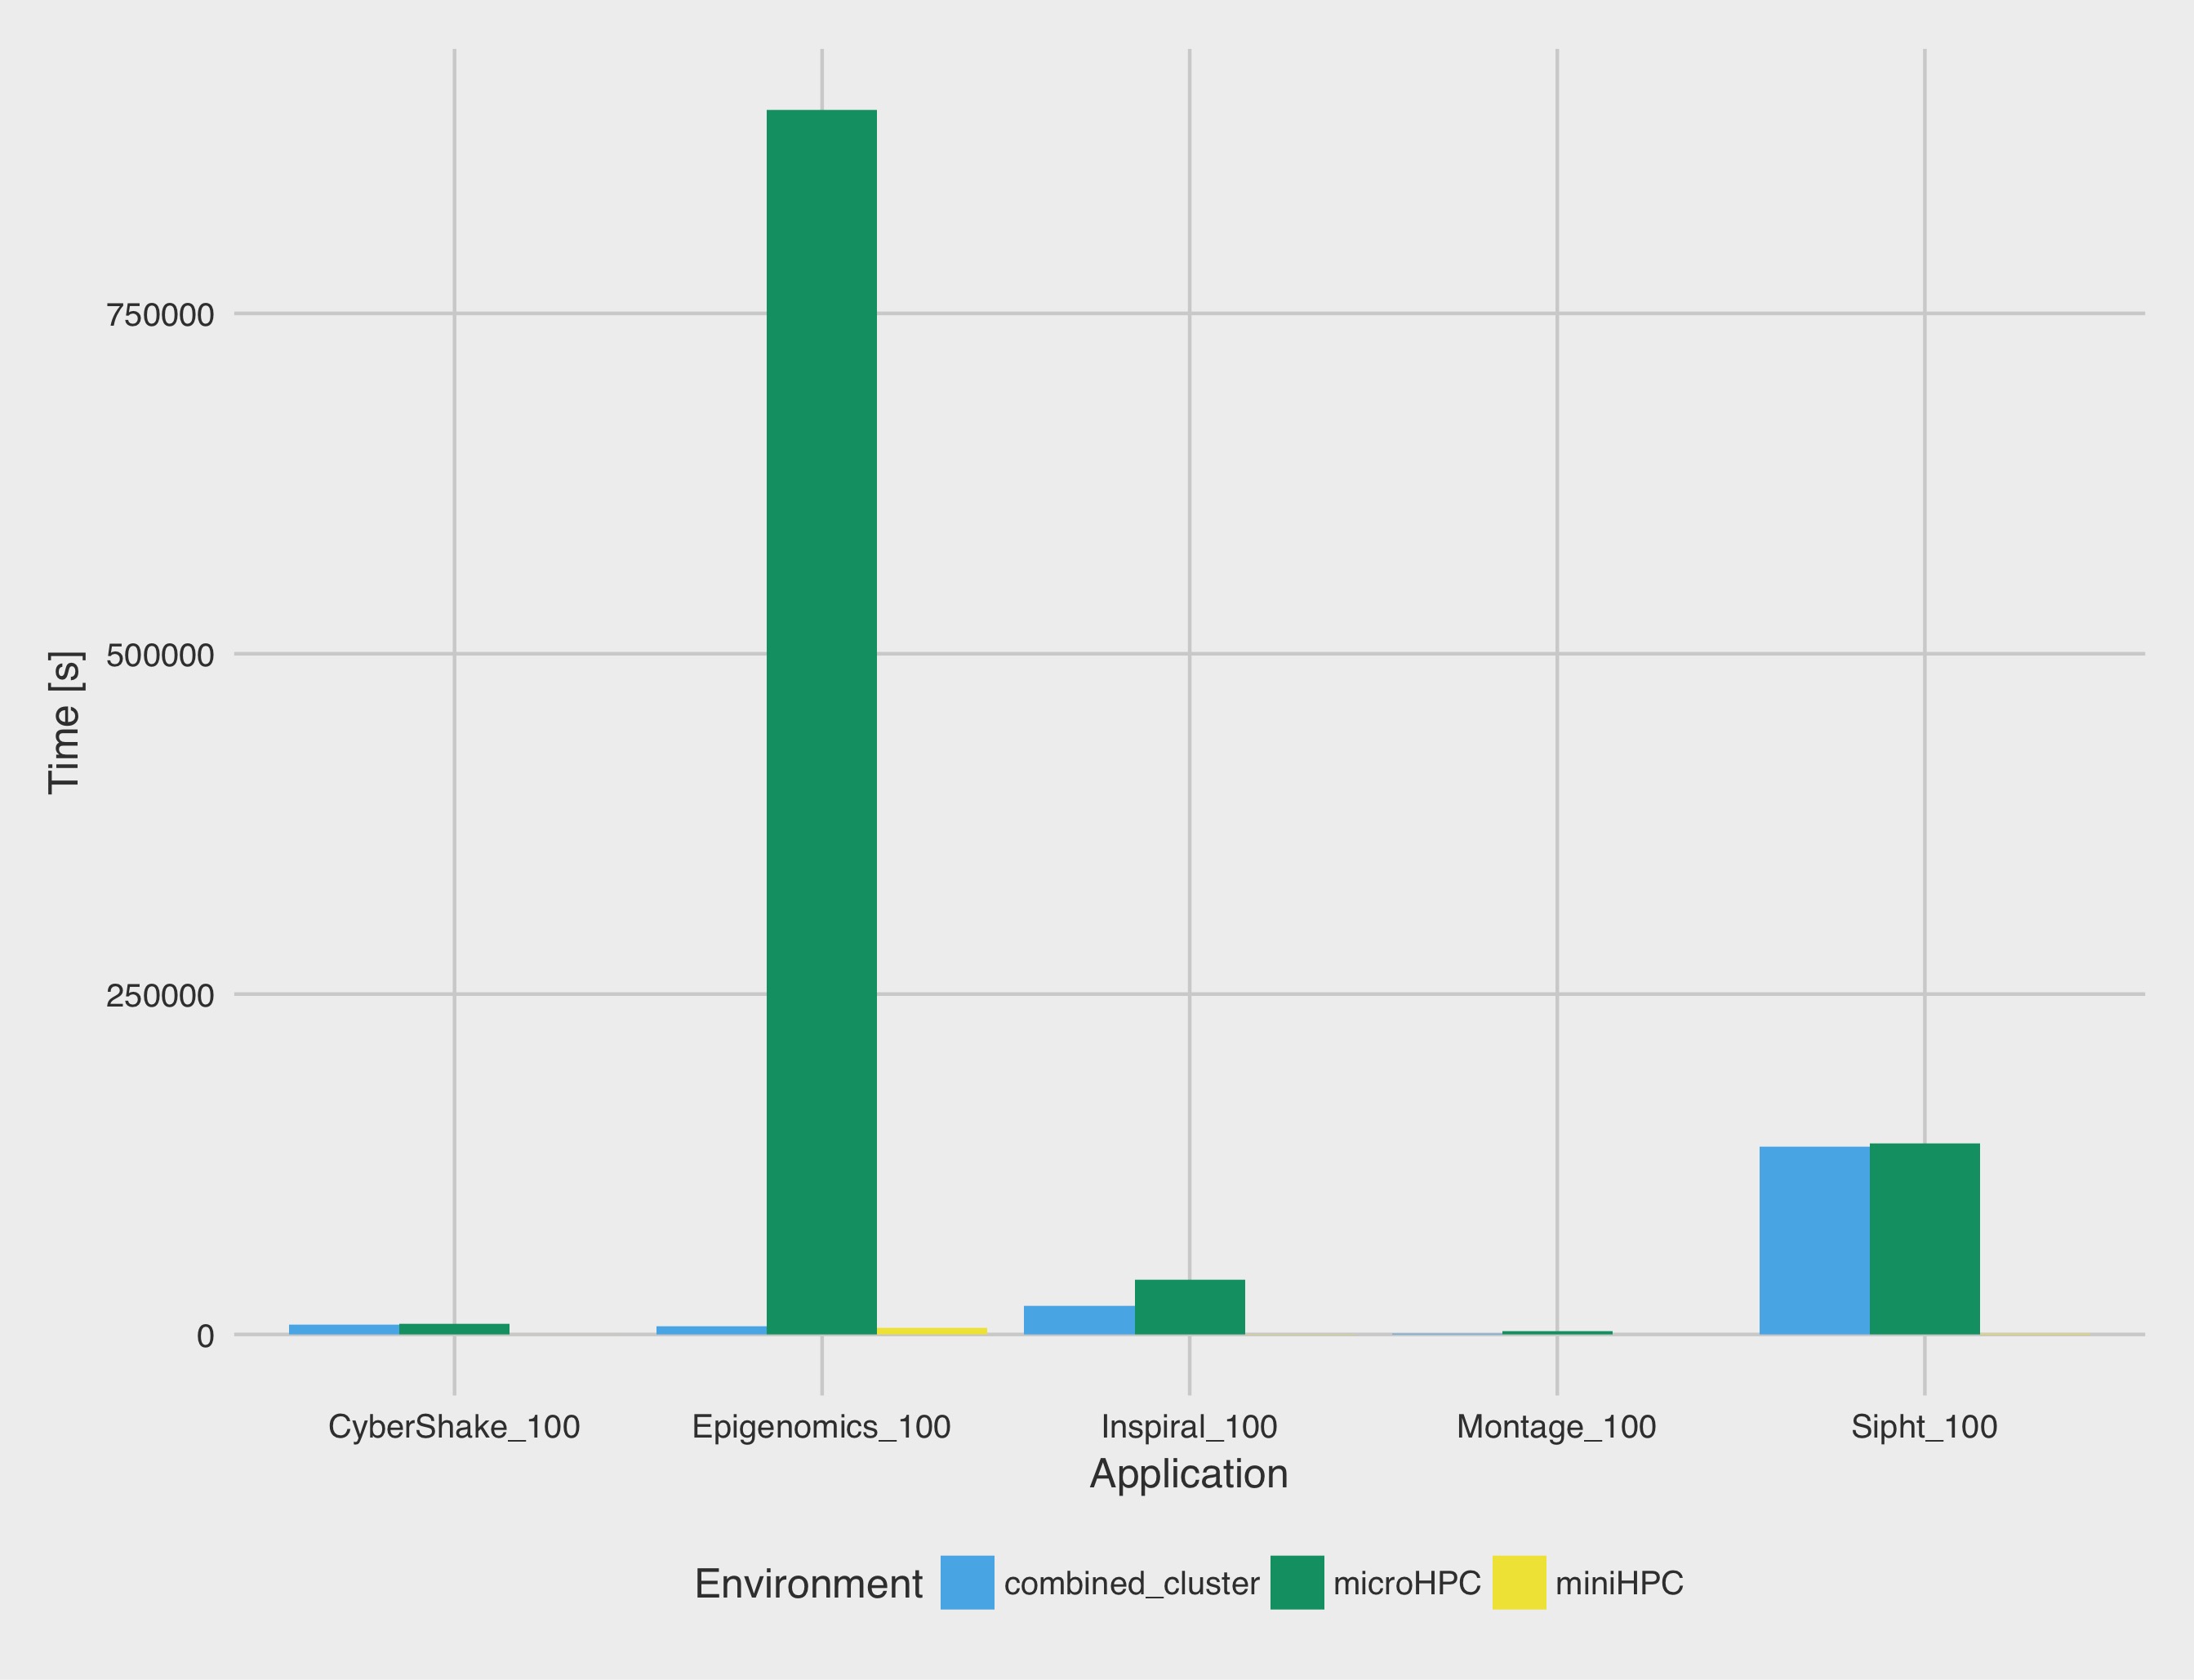 Time [s]
750000
500000
250000
0
CyberShake_100 Epigenomics_100 Inspiral_100 Montage_100 Sipht_100
Application
Environment combined_cluster microHPC miniHPC